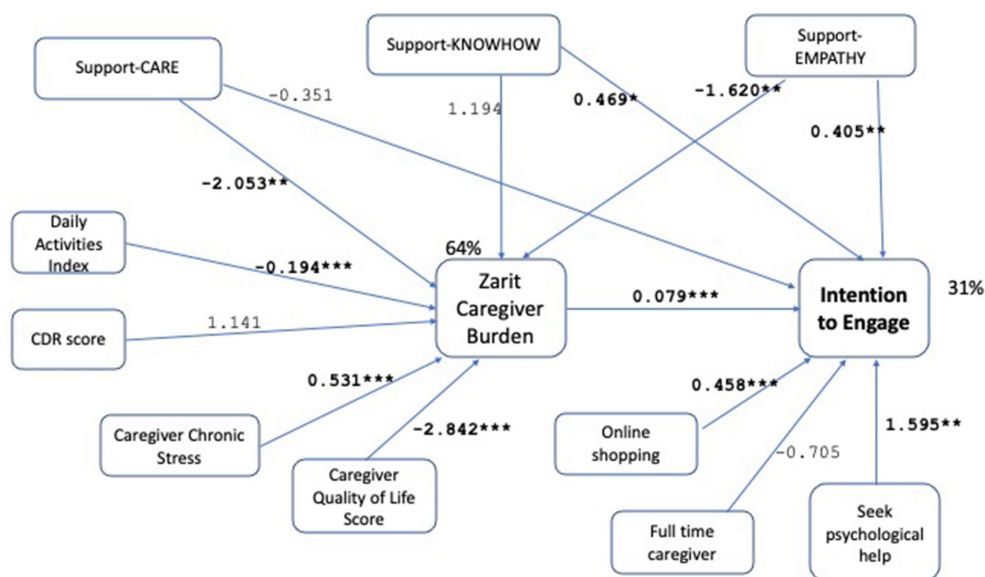 Support-CARE
Support-KNOWHOW
Support-
EMPATHY
-0.351
1.194
0.469*
-1.620**
0.405**
-2.053**
Daily
Activities
Index
-0.194***
64%
Zarit
Caregiver
Burden
0.079***
Intention
to Engage
31%
CDR score
1.141
0.531***
-2.842***
Caregiver Chronic
Stress
Caregiver
Quality of Life
Score
0.458***
Online
shopping
-0.705
1.595**
Full time
caregiver
Seek
psychological
help